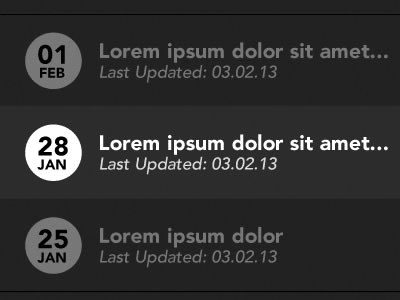 01
FEB
Lorem ipsum dolor sit amet...
Last Updated: 03.02.13
28
JAN
Lorem ipsum dolor sit amet...
Last Updated: 03.02.13
25
JAN
Lorem ipsum dolor
Last Updated: 03.02.13